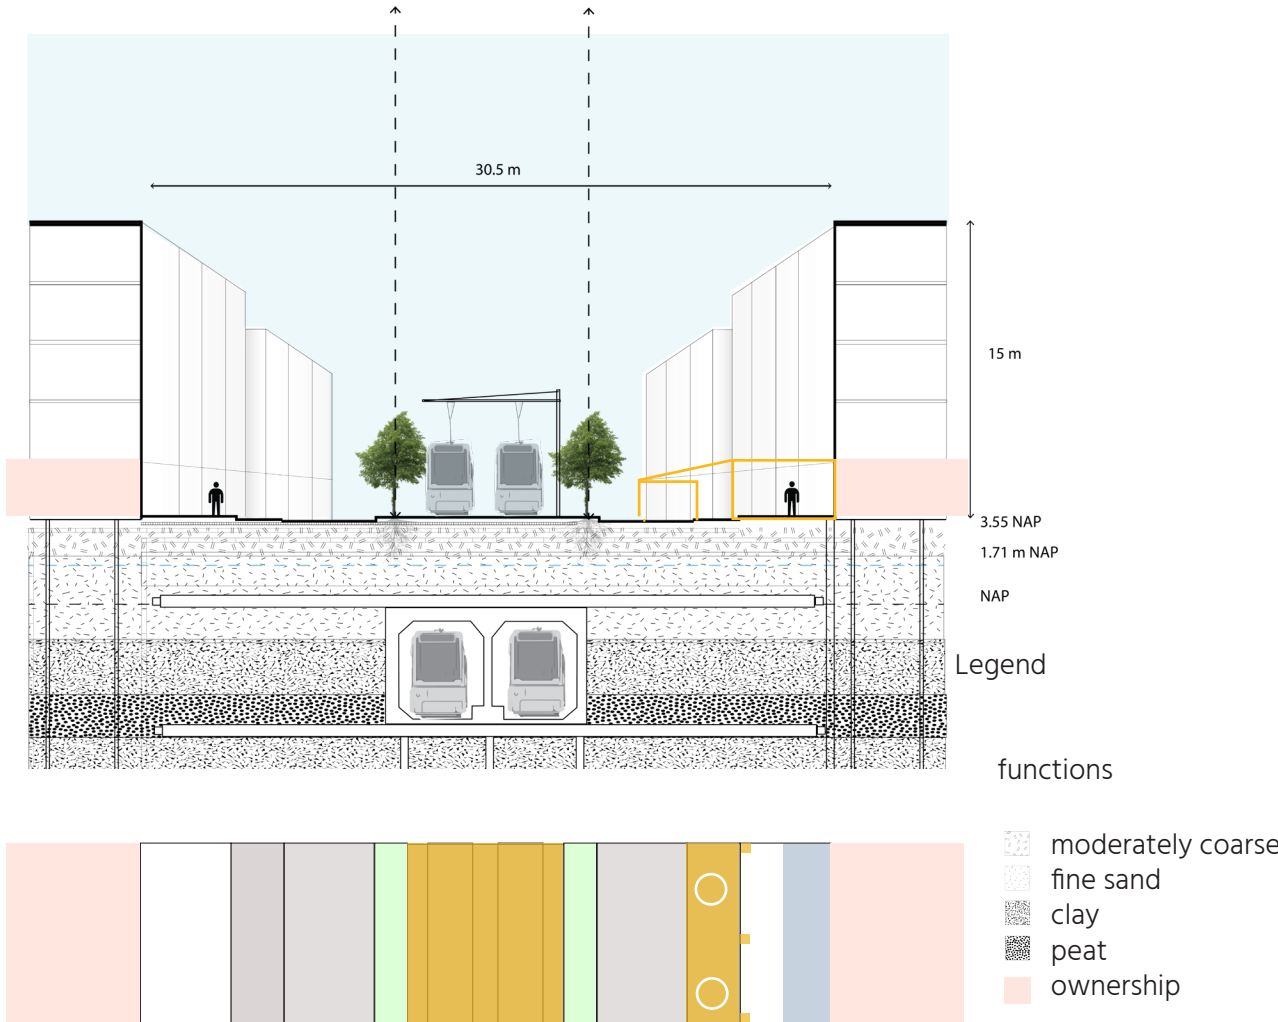 30.5 m
15 m
3.55 NAP
1.71 m NAP
NAP
Legend
functions
moderately coarse
fine sand
clay
peat
ownership